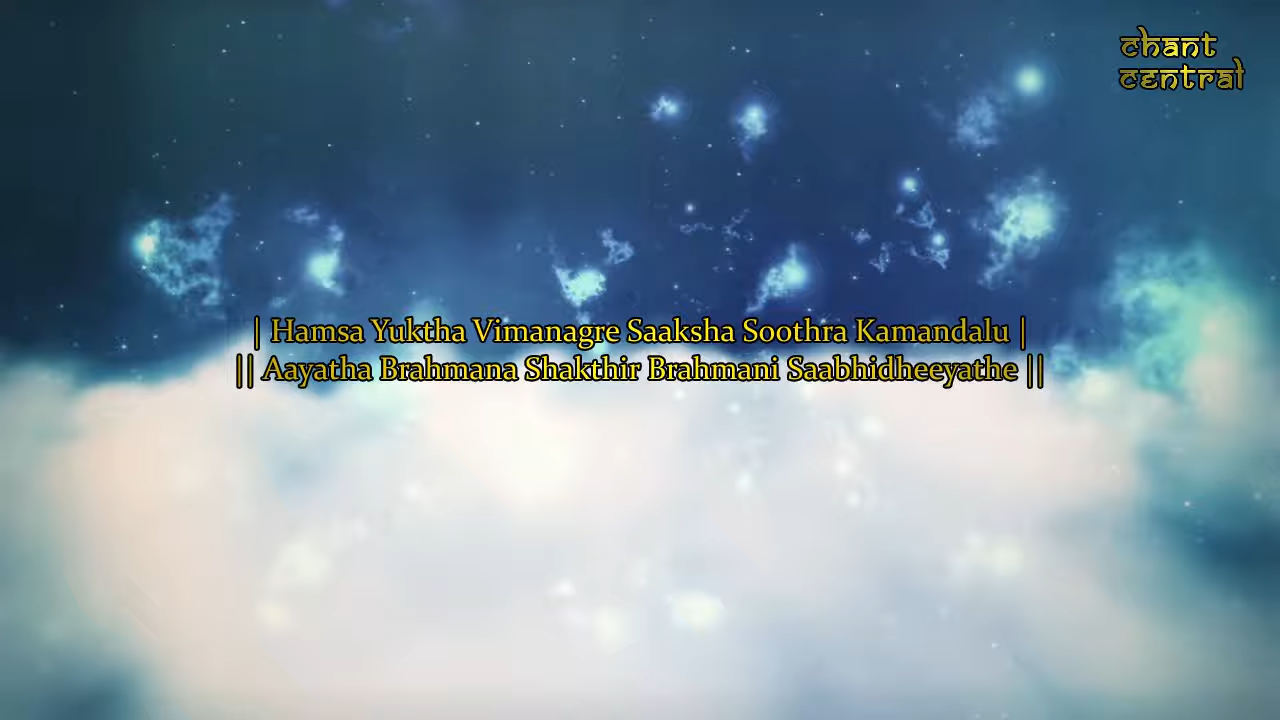 chant
central
| Hamsa Yuktha Vimanagre Saaksha Soothra Kamandalu |
|| Aayatha Brahmana Shakthir Brahmani Saabhidheeyathe ||